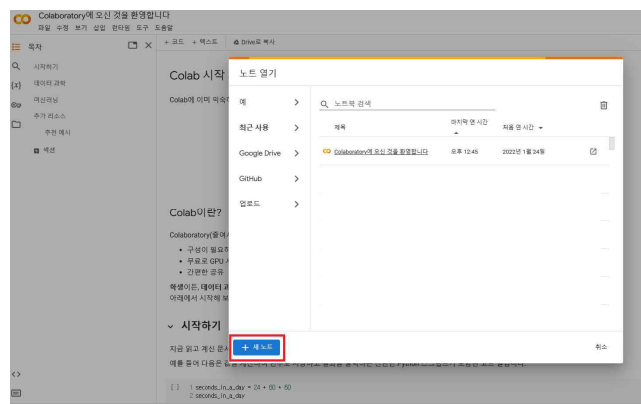 Colaboratory에 오신 것을 환영합니다
파일 수정 보기 삽입 런타임 도구 도움말
목차
+ 코드 + 텍스트 Drive로 복사
시작하기
데이터 과학
머신러닝
추가 리소스
추천 예시
섹션
Colab 시작
Colab에 이미 익숙
Colab이란?
Colaboratory(줄여서
구성이 필요하
무료로 GPU
간편한 공유
학생이든, 데이터 과
아래에서 시작해 보
시작하기
지금 읽고 계신 문서
예를 들어 다음은 값을
노트 열기
예
최근 사용
Google Drive
GitHub
업로드
노트북 검색
제목
마지막 연 시간
처음 연 시간
Colaboratory에 오신 것을 환영합니다
오후 12:45
2022년 1월 24일
+ 새 노트
취소
[ ] 1 seconds_in_a_day = 24 * 60 * 60
2 seconds_in_a_day